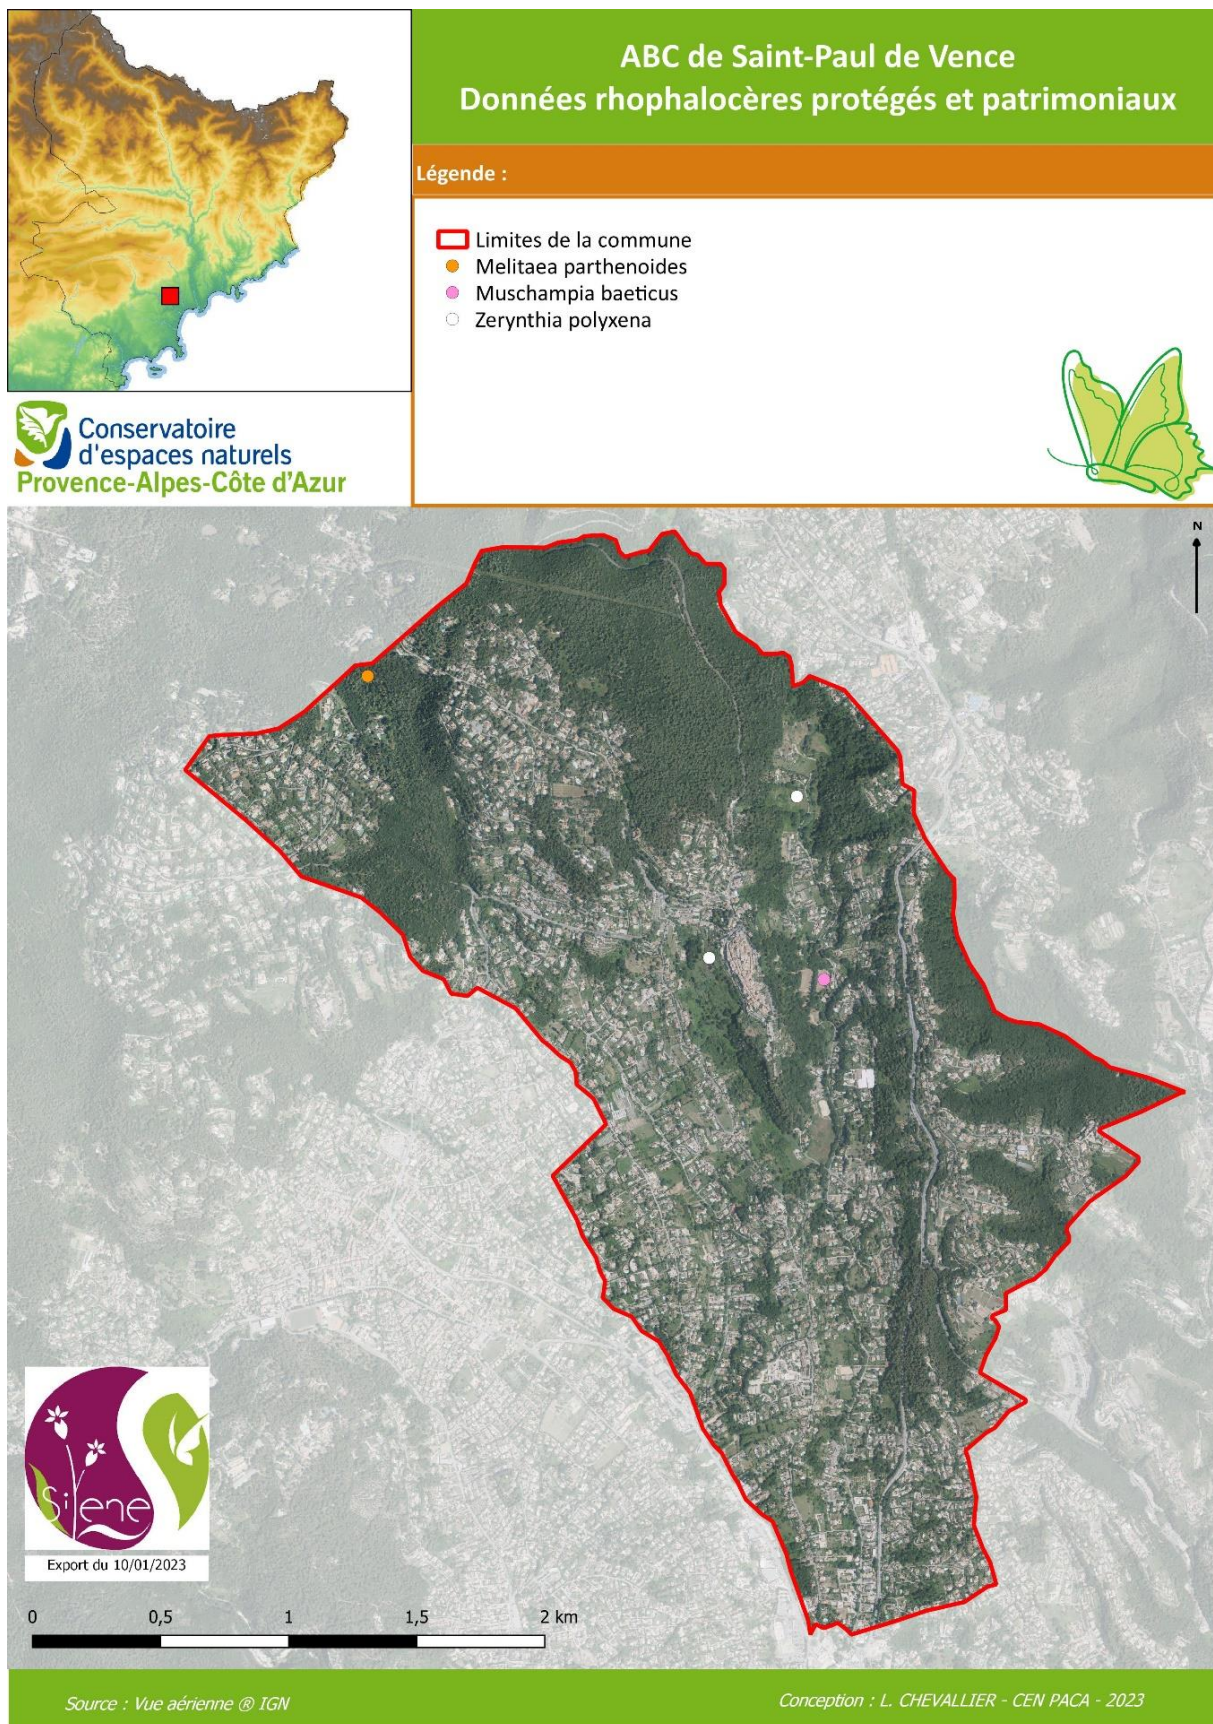 ABC de Saint-Paul de Vence
Données rhophalocères protégés et patrimoniaux
Légende :
Limites de la commune
Melitaea parthenoides
Muschampia baeticus
Zerynthia polyxena
Conservatoire
d'espaces naturels
Provence-Alpes-Côte d'Azur
N
Silene
Export du 10/01/2023
0 0,5 1 1,5 2 km
Source : Vue aérienne ® IGN
Conception : L. CHEVALLIER - CEN PACA - 2023